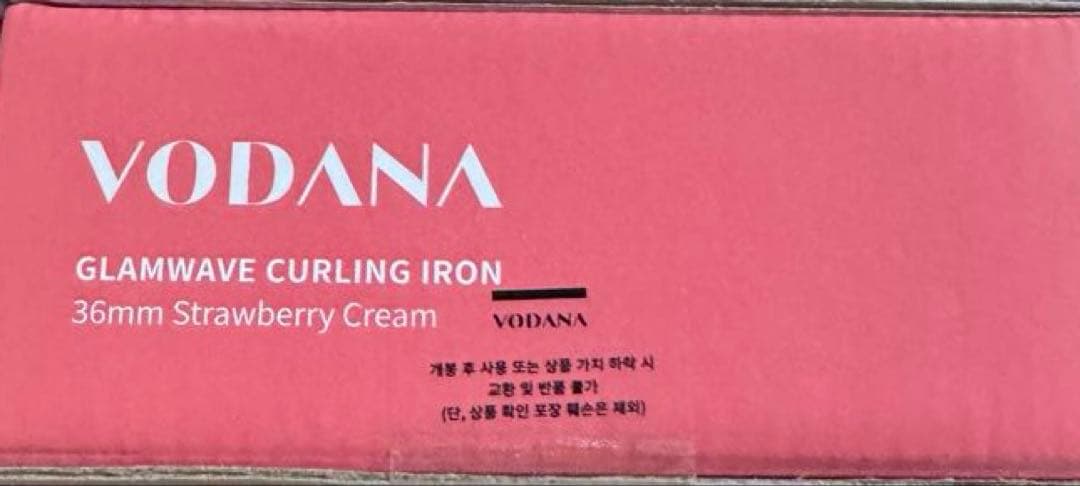 VODANA
GLAMWAVE CURLING IRON
36mm Strawberry Cream
VODANA
개봉 후 사용 또는 상품 가치 하락 시
교환 및 반품 불가
(단, 상품 확인 포장 훼손은 제외)